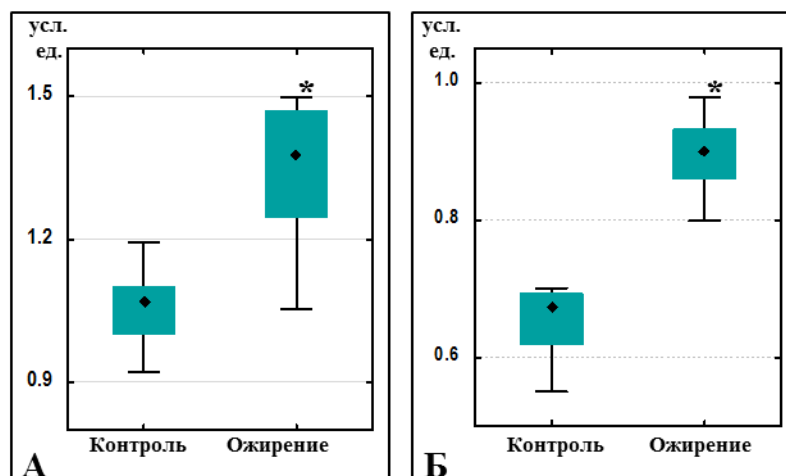 усл.
ед.
1.5
1.2
0.9
*
Контроль Ожирение
А
усл.
ед.
1.0
0.8
0.6
*
Контроль Ожирение
Б